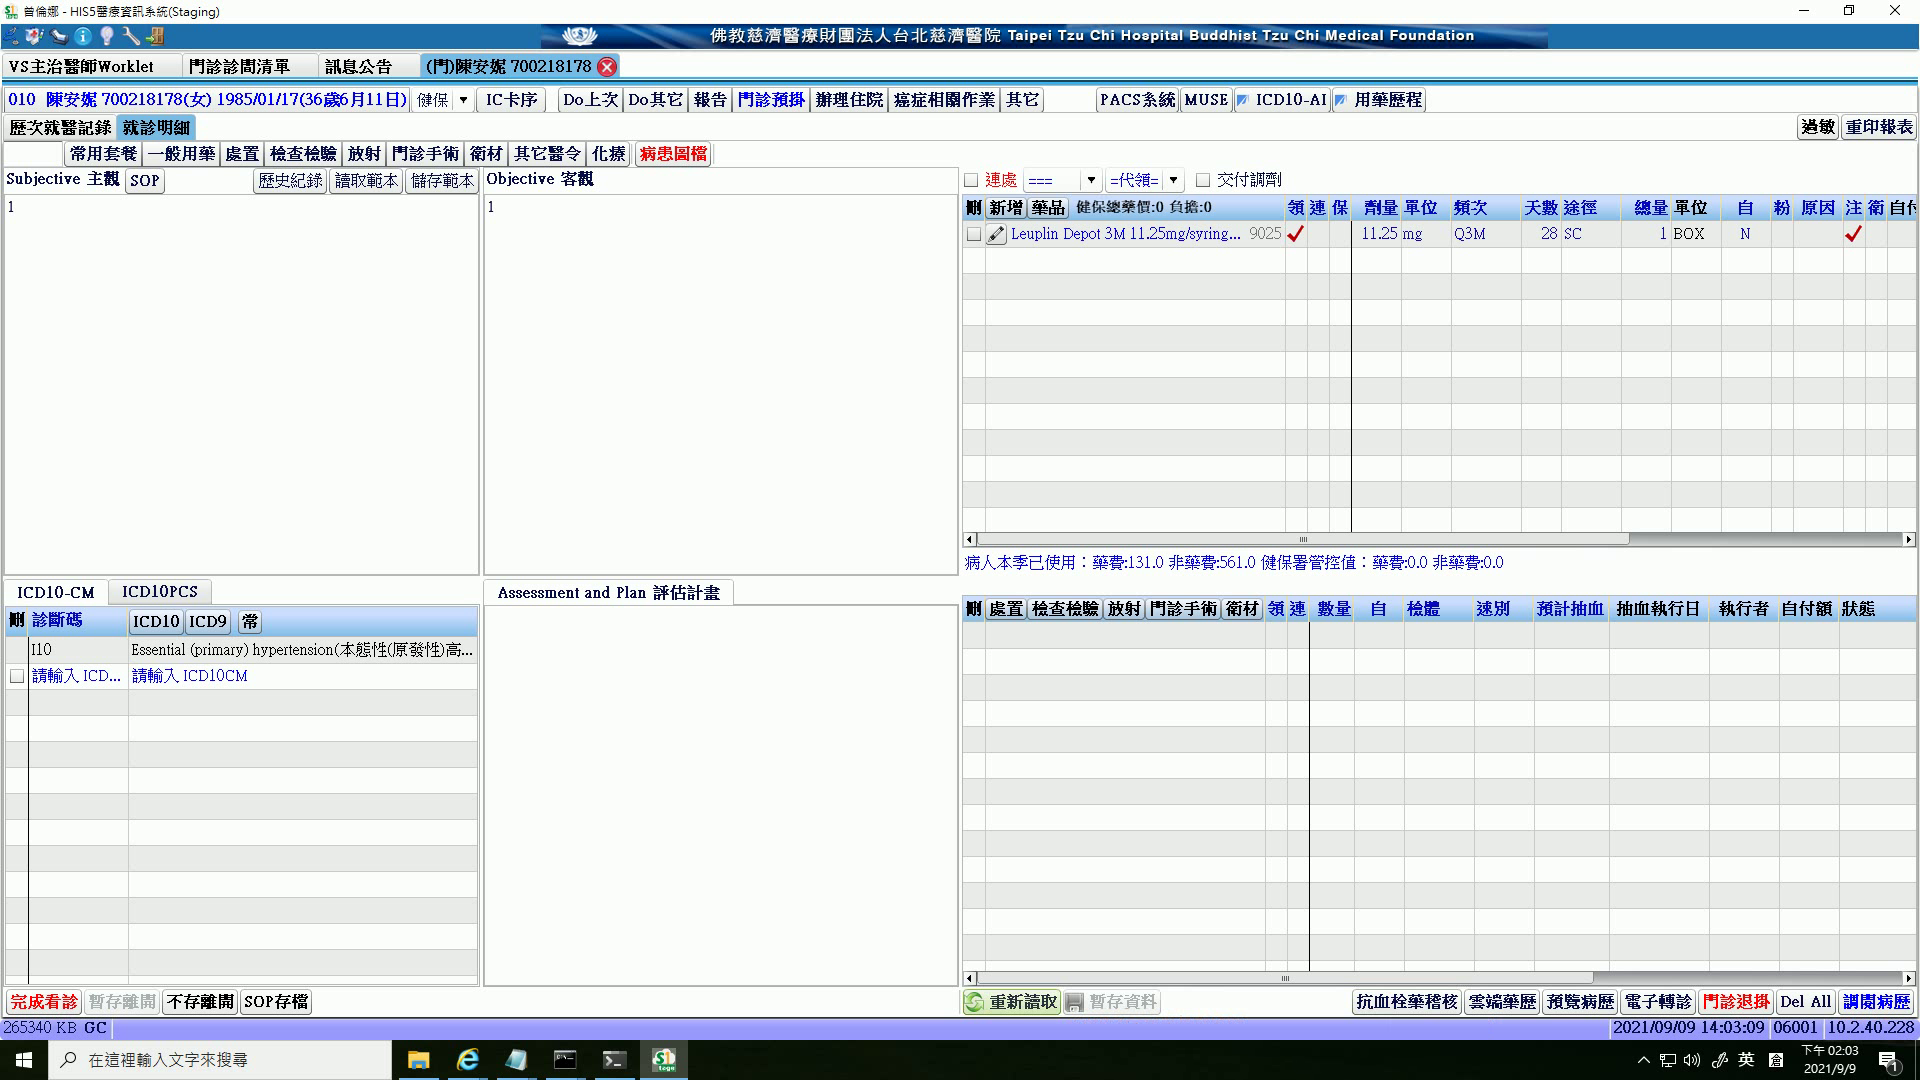 曾倫娜 - HIS5醫療資訊系統(Staging)
佛教慈濟醫療財團法人台北慈濟醫院 Taipei Tzu Chi Hospital Buddhist Tzu Chi Medical Foundation
VS主治醫師Worklet 門診診間清單 訊息公告 (門)陳安妮 700218178
010 陳安妮 700218178(女) 1985/01/17(36歲6月11日) 健保 IC卡序 Do上次 Do其它 報告 門診預掛 辦理住院 癌症相關作業 其它 PACS系統 MUSE ICD10-AI 用藥歷程
歷次就醫記錄 就診明細 過敏 重印報表
常用套餐 一般用藥 處置 檢查檢驗 放射 門診手術 衛材 其它醫令 化療 病患圖檔
Subjective 主觀 SOP 歷史紀錄 讀取範本 儲存範本 Objective 客觀 連處 === =代領= 交付調劑
1 1
刪 新增 藥品 健保總藥價:0 負擔:0 領 連 保 劑量 單位 頻次 天數 途徑 總量 單位 自 粉 原因 注 衛 自付
Leuplin Depot 3M 11.25mg/syring... 9025 11.25 mg Q3M 28 SC 1 BOX N
病人本季已使用：藥費:131.0 非藥費:561.0 健保署管控值：藥費:0.0 非藥費:0.0
ICD10-CM ICD10PCS Assessment and Plan 評估計畫
刪 診斷碼 ICD10 ICD9 常
刪 處置 檢查檢驗 放射 門診手術 衛材 領 連 數量 自 檢體 速別 預計抽血 抽血執行日 執行者 自付額 狀態
I10 Essential (primary) hypertension(本態性(原發性)高...
請輸入 ICD... 請輸入 ICD10CM
完成看診 暫存離開 不存離開 SOP存檔 重新讀取 暫存資料 抗血栓藥稽核 雲端藥歷 預覽病歷 電子轉診 門診退掛 Del All 調閱病歷
265340 KB GC 2021/09/09 14:03:09 06001 10.2.40.228
在這裡輸入文字來搜尋 英 下午 02:03
2021/9/9 1